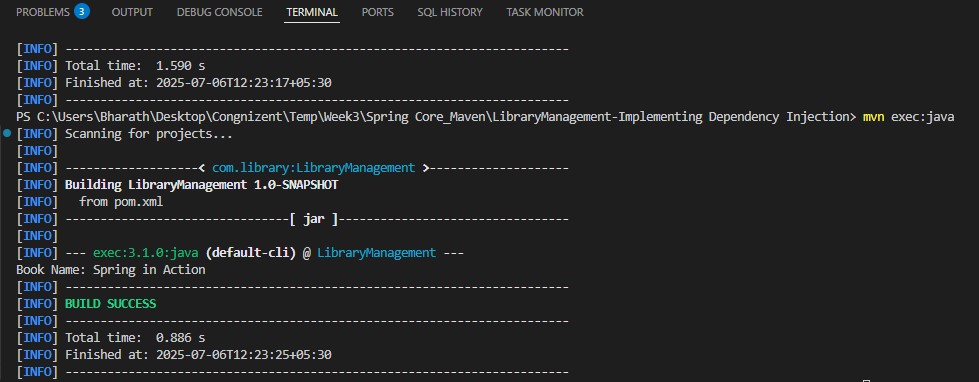 PROBLEMS 3 OUTPUT DEBUG CONSOLE TERMINAL PORTS SQL HISTORY TASK MONITOR
[INFO] ------------------------------------------------------------------------
[INFO] Total time:  1.590 s
[INFO] Finished at: 2025-07-06T12:23:17+05:30
[INFO] ------------------------------------------------------------------------
PS C:\Users\Bharath\Desktop\Congnizent\Temp\Week3\Spring Core_Maven\LibraryManagement-Implementing Dependency Injection> mvn exec:java
[INFO] Scanning for projects...
[INFO]
[INFO] -------------------< com.library:LibraryManagement >--------------------
[INFO] Building LibraryManagement 1.0-SNAPSHOT
[INFO]   from pom.xml
[INFO] --------------------------------[ jar ]---------------------------------
[INFO]
[INFO] --- exec:3.1.0:java (default-cli) @ LibraryManagement ---
Book Name: Spring in Action
[INFO] ------------------------------------------------------------------------
[INFO] BUILD SUCCESS
[INFO] ------------------------------------------------------------------------
[INFO] Total time:  0.886 s
[INFO] Finished at: 2025-07-06T12:23:25+05:30
[INFO] ------------------------------------------------------------------------